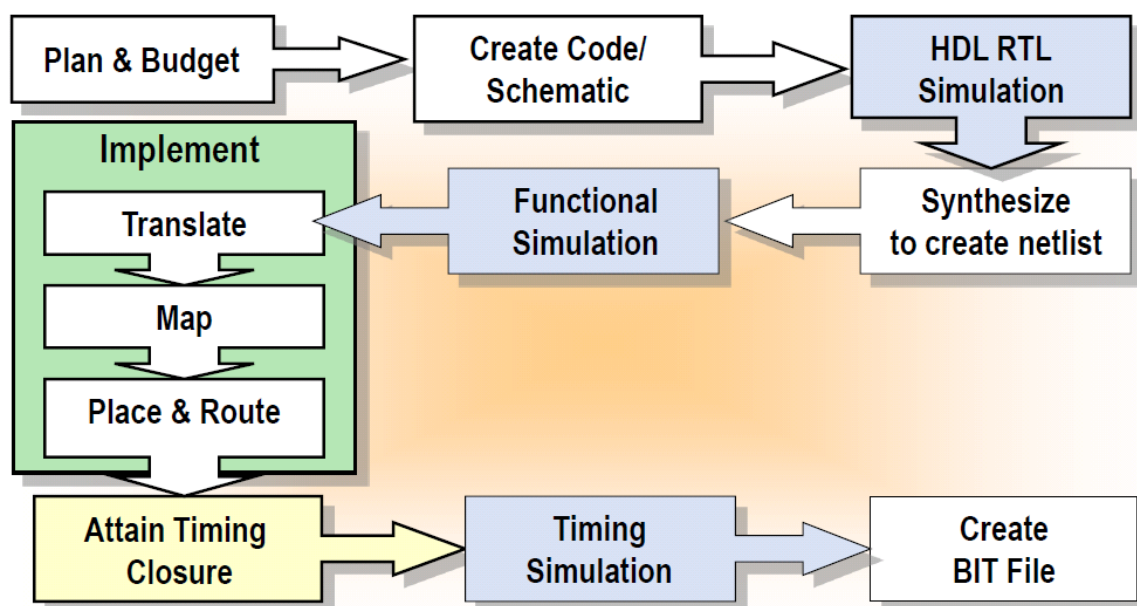 Plan & Budget
Create Code/
Schematic
HDL RTL
Simulation
Implement
Translate
Map
Place & Route
Functional
Simulation
Synthesize
to create netlist
Attain Timing
Closure
Timing
Simulation
Create
BIT File